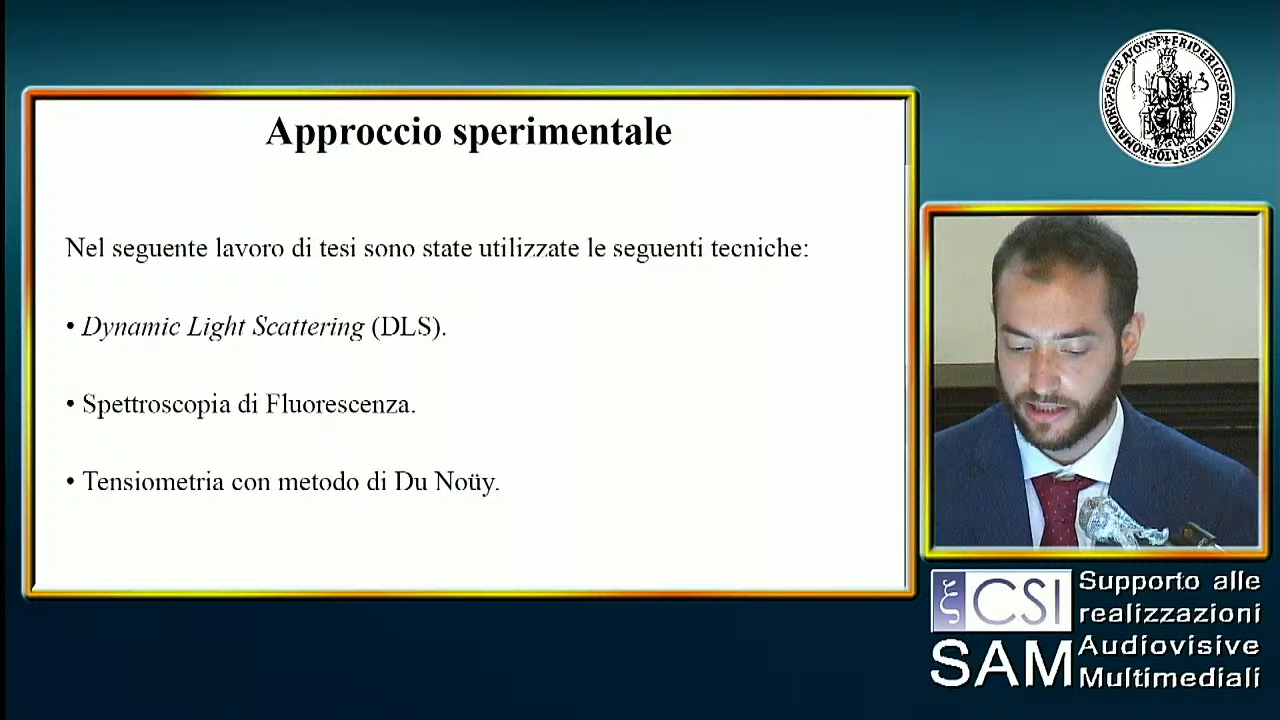 Approccio sperimentale
Nel seguente lavoro di tesi sono state utilizzate le seguenti tecniche:
• Dynamic Light Scattering (DLS).
• Spettroscopia di Fluorescenza.
• Tensiometria con metodo di Du Noüy.
ξ CSI
SAM
Supporto alle
realizzazioni
Audiovisive
Multimediali